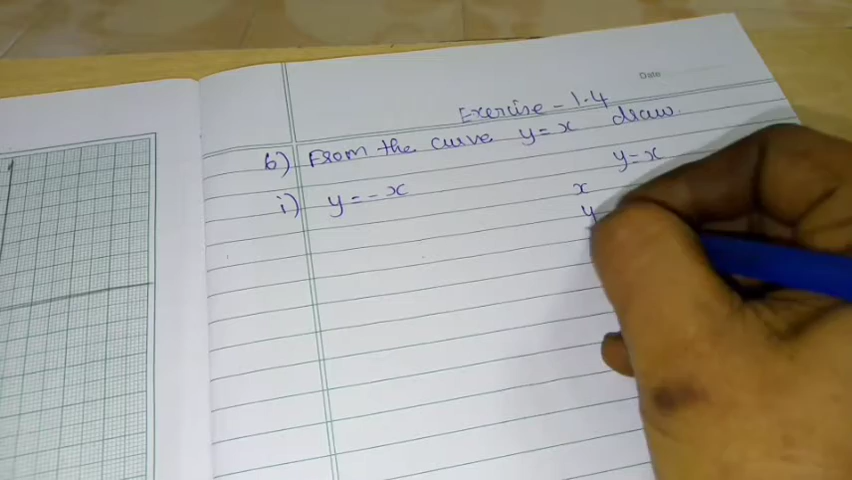 Date
Exercise - 1.4
6) From the curve y = x draw.
y = x
i) y = - x
x
y